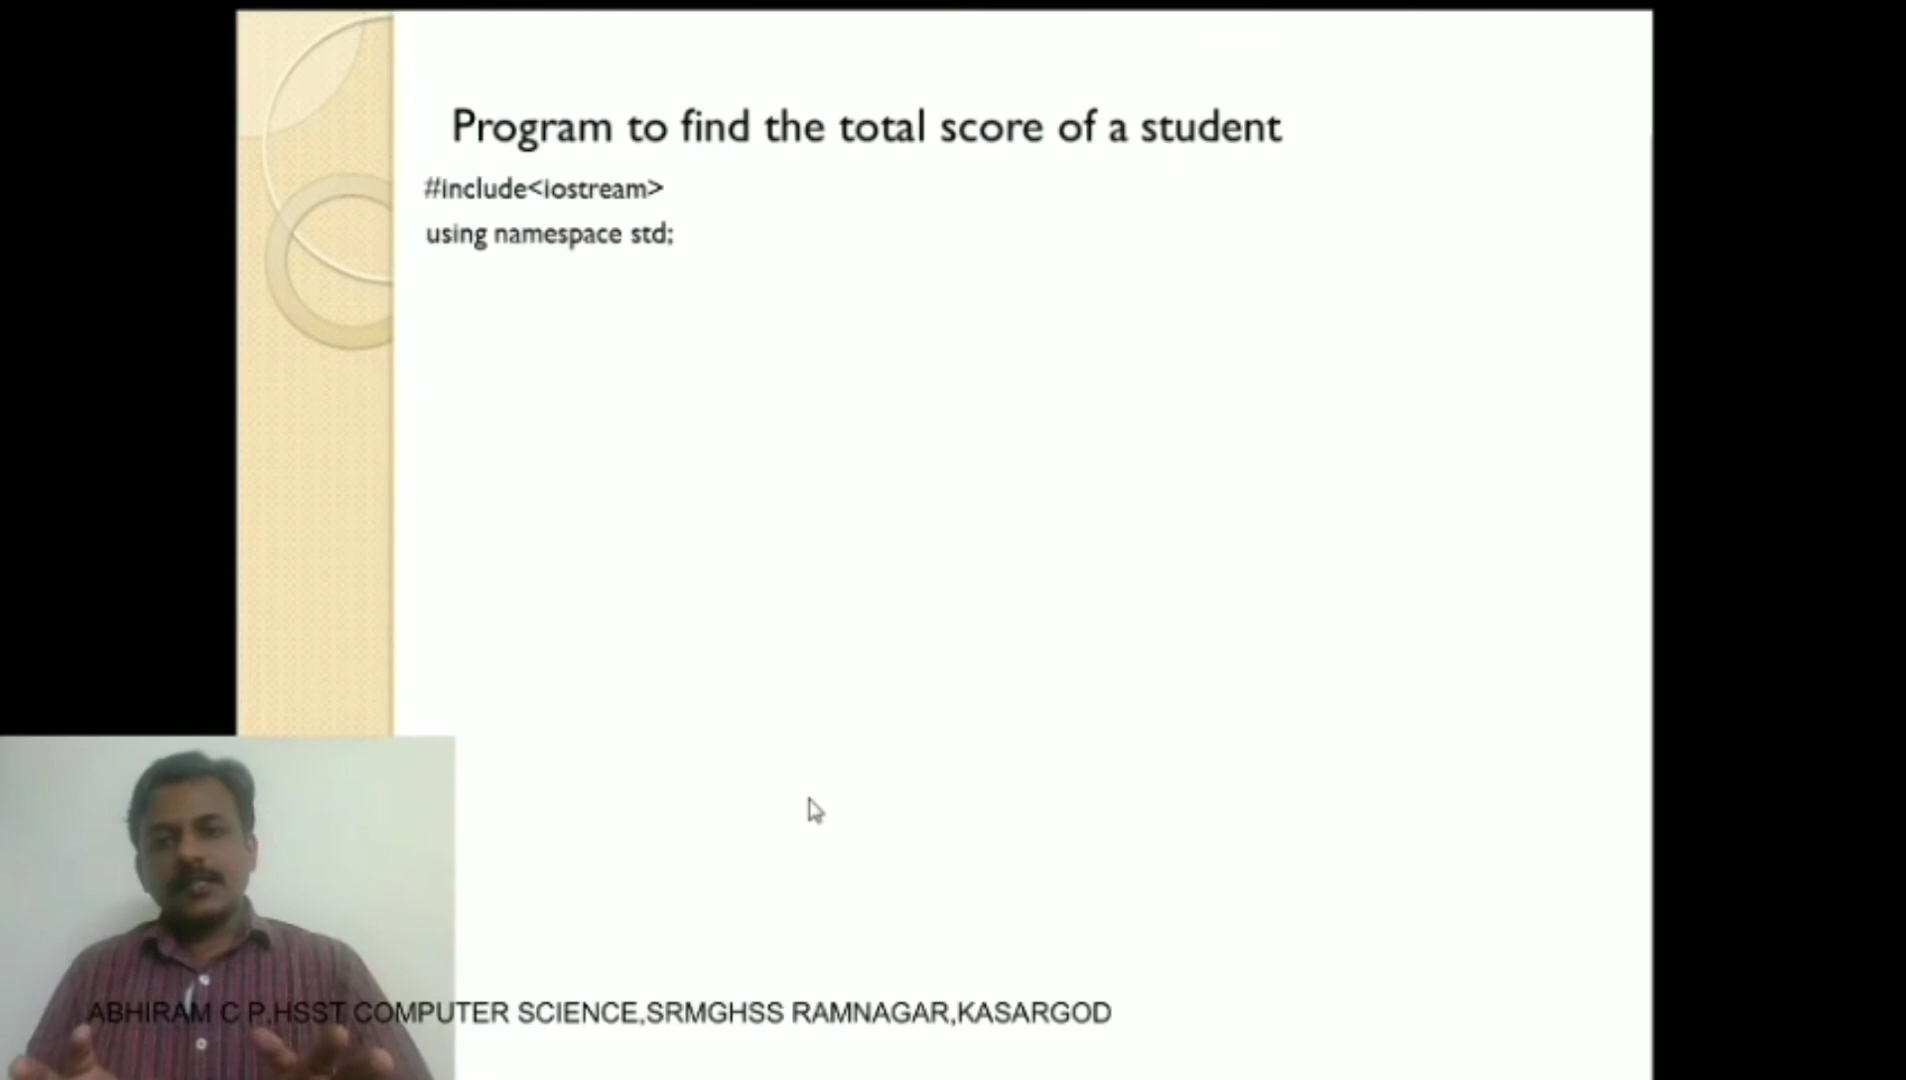 Program to find the total score of a student
#include<iostream>
using namespace std;
ABHIRAM C P,HSST COMPUTER SCIENCE,SRMGHSS RAMNAGAR,KASARGOD